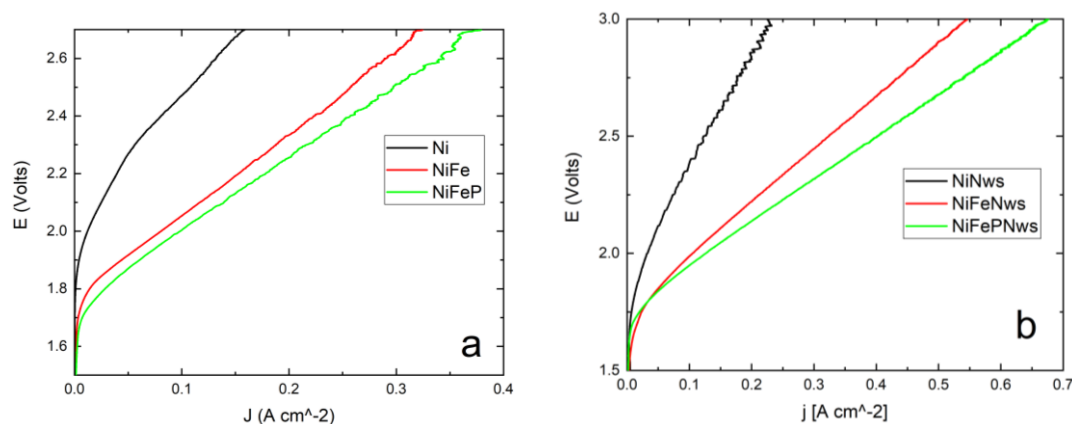 E (Volts)
2.6
2.4
2.2
2.0
1.8
1.6
Ni
NiFe
NiFeP
a
0.0 0.1 0.2 0.3 0.4
J (A cm^-2)
E (Volts)
3.0
2.5
2.0
1.5
NiNws
NiFeNws
NiFePNws
b
0.0 0.1 0.2 0.3 0.4 0.5 0.6 0.7
j [A cm^-2]